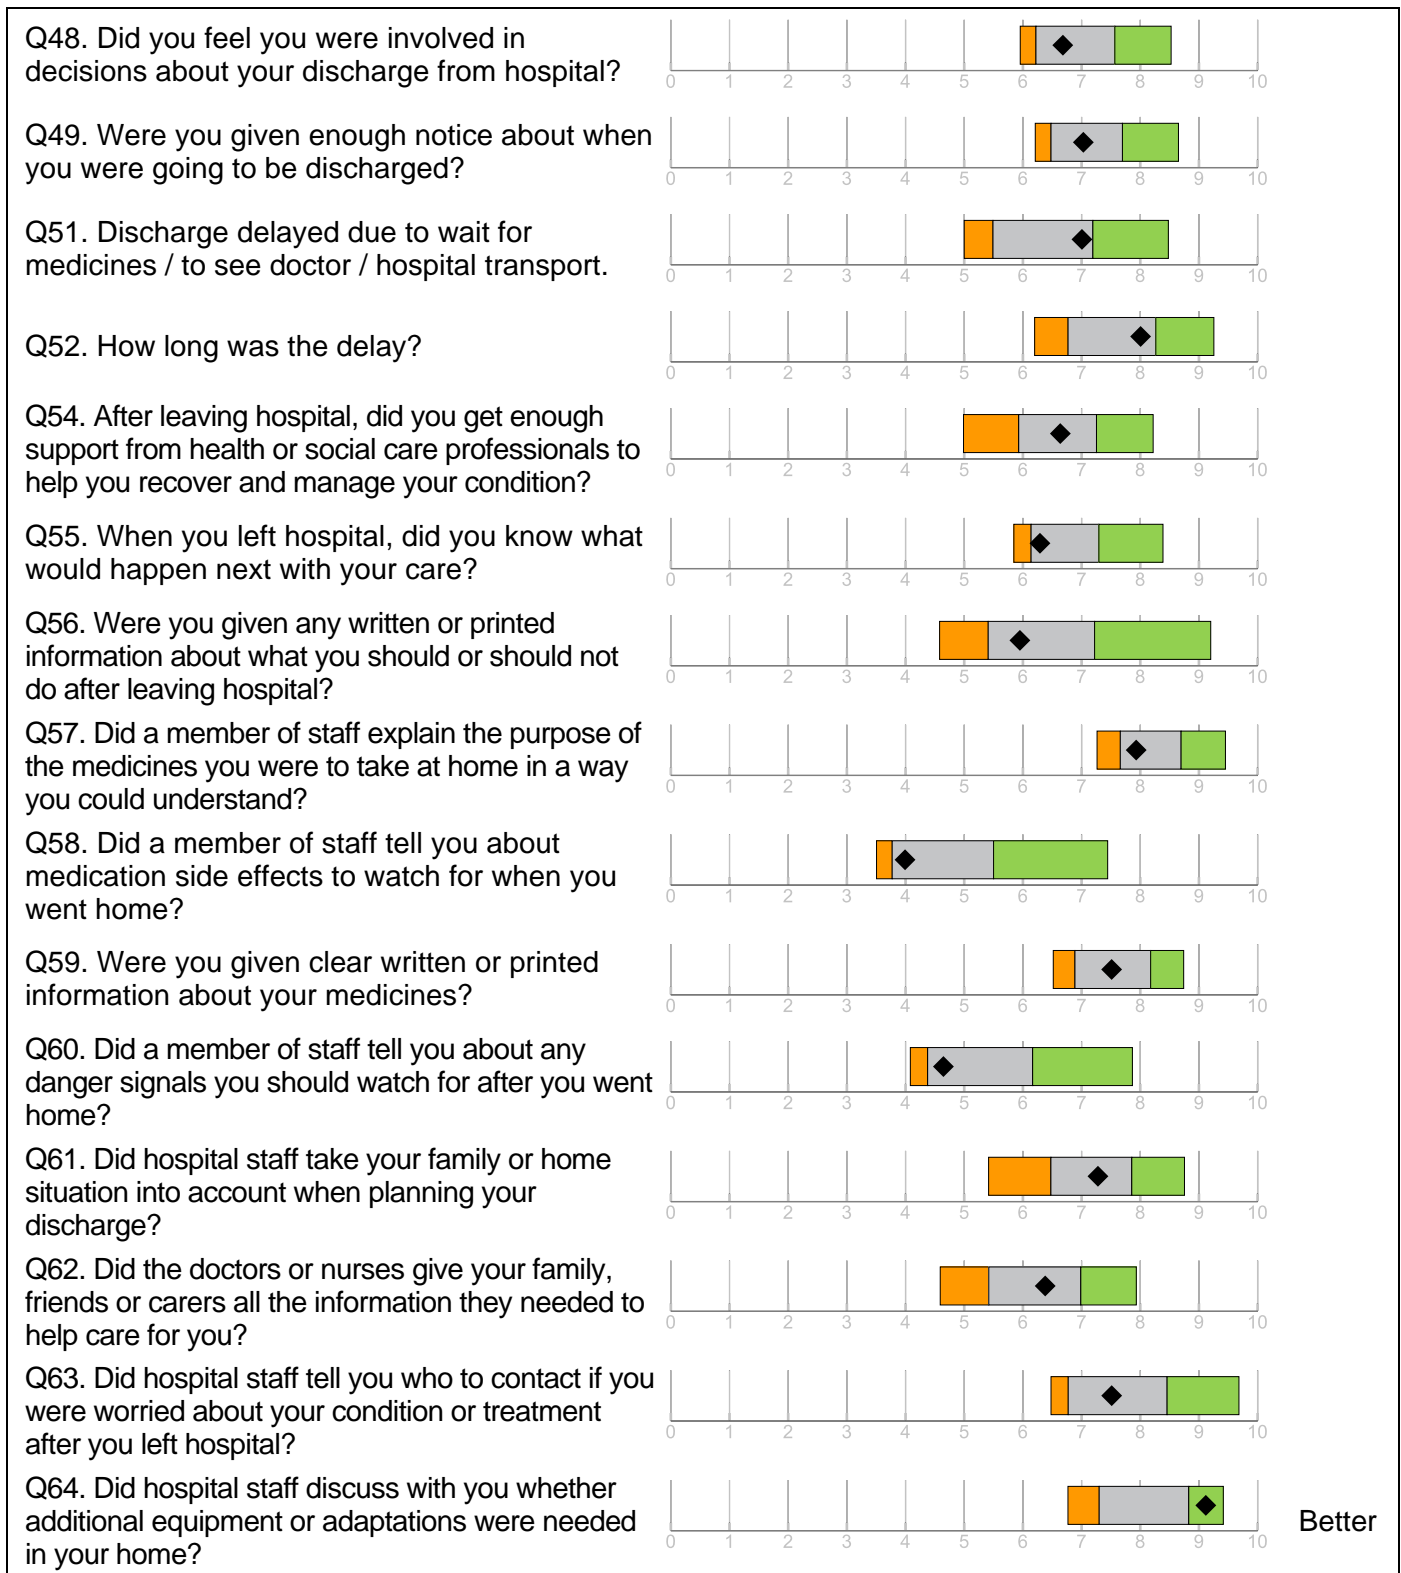 Q48. Did you feel you were involved in
decisions about your discharge from hospital?
0 1 2 3 4 5 6 7 8 9 10
Q49. Were you given enough notice about when
you were going to be discharged?
0 1 2 3 4 5 6 7 8 9 10
Q51. Discharge delayed due to wait for
medicines / to see doctor / hospital transport.
0 1 2 3 4 5 6 7 8 9 10
Q52. How long was the delay?
0 1 2 3 4 5 6 7 8 9 10
Q54. After leaving hospital, did you get enough
support from health or social care professionals to
help you recover and manage your condition?
0 1 2 3 4 5 6 7 8 9 10
Q55. When you left hospital, did you know what
would happen next with your care?
0 1 2 3 4 5 6 7 8 9 10
Q56. Were you given any written or printed
information about what you should or should not
do after leaving hospital?
0 1 2 3 4 5 6 7 8 9 10
Q57. Did a member of staff explain the purpose of
the medicines you were to take at home in a way
you could understand?
0 1 2 3 4 5 6 7 8 9 10
Q58. Did a member of staff tell you about
medication side effects to watch for when you
went home?
0 1 2 3 4 5 6 7 8 9 10
Q59. Were you given clear written or printed
information about your medicines?
0 1 2 3 4 5 6 7 8 9 10
Q60. Did a member of staff tell you about any
danger signals you should watch for after you went
home?
0 1 2 3 4 5 6 7 8 9 10
Q61. Did hospital staff take your family or home
situation into account when planning your
discharge?
0 1 2 3 4 5 6 7 8 9 10
Q62. Did the doctors or nurses give your family,
friends or carers all the information they needed to
help care for you?
0 1 2 3 4 5 6 7 8 9 10
Q63. Did hospital staff tell you who to contact if you
were worried about your condition or treatment
after you left hospital?
0 1 2 3 4 5 6 7 8 9 10
Q64. Did hospital staff discuss with you whether
additional equipment or adaptations were needed
in your home?
0 1 2 3 4 5 6 7 8 9 10
Better